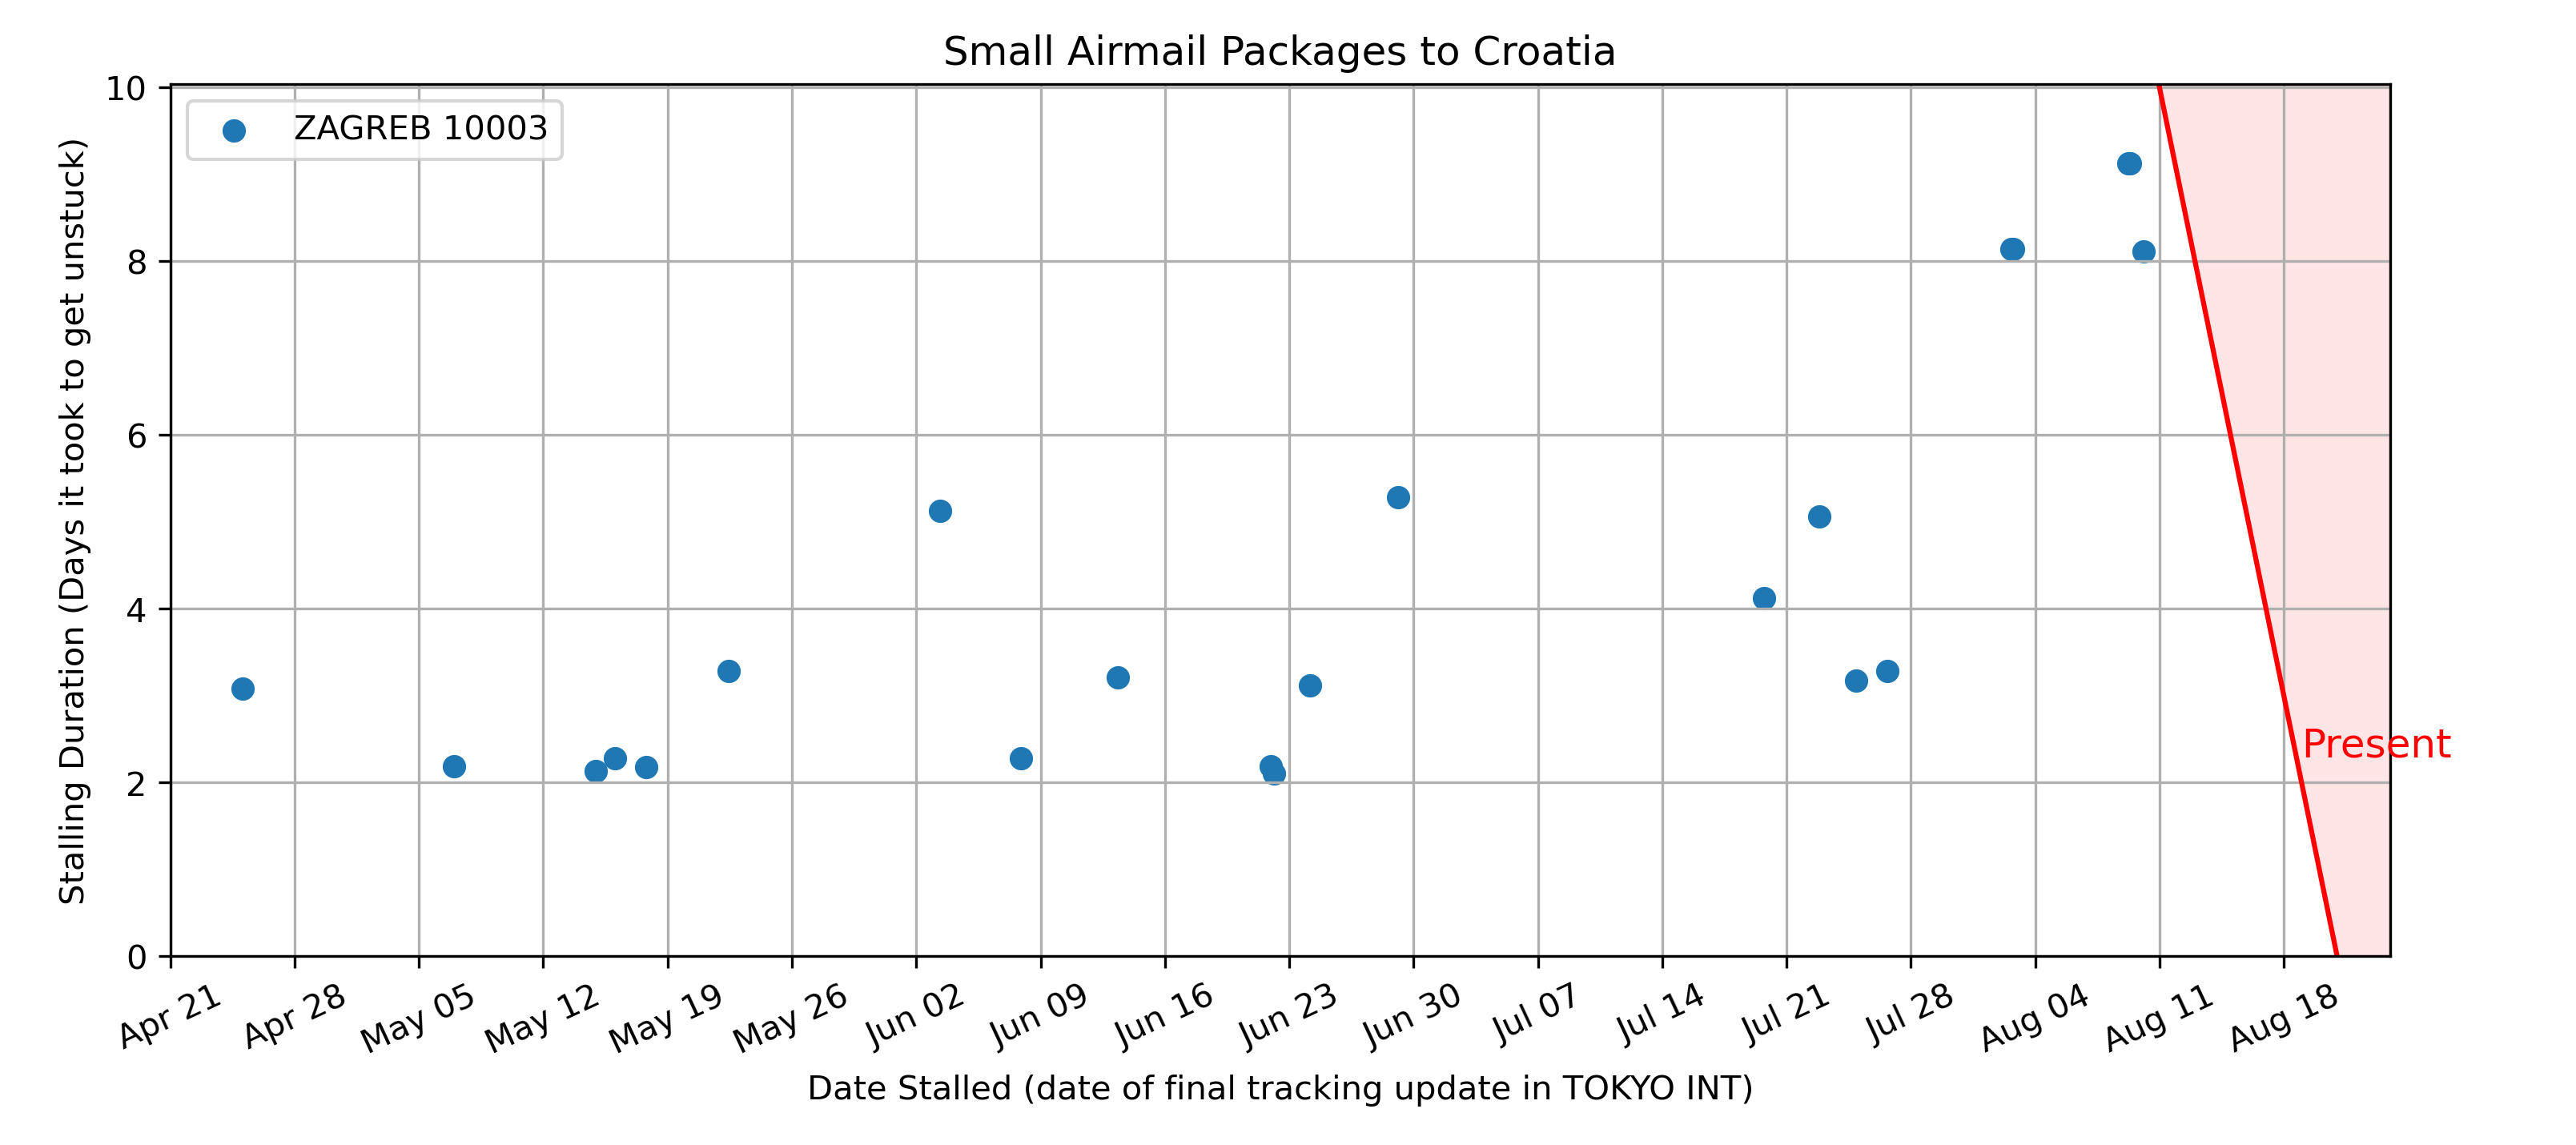 Small Airmail Packages to Croatia
ZAGREB 10003
Stalling Duration (Days it took to get unstuck)
10
8
6
4
2
0
Present
Apr 21
Apr 28
May 05
May 12
May 19
May 26
Jun 02
Jun 09
Jun 16
Jun 23
Jun 30
Jul 07
Jul 14
Jul 21
Jul 28
Aug 04
Aug 11
Aug 18
Date Stalled (date of final tracking update in TOKYO INT)